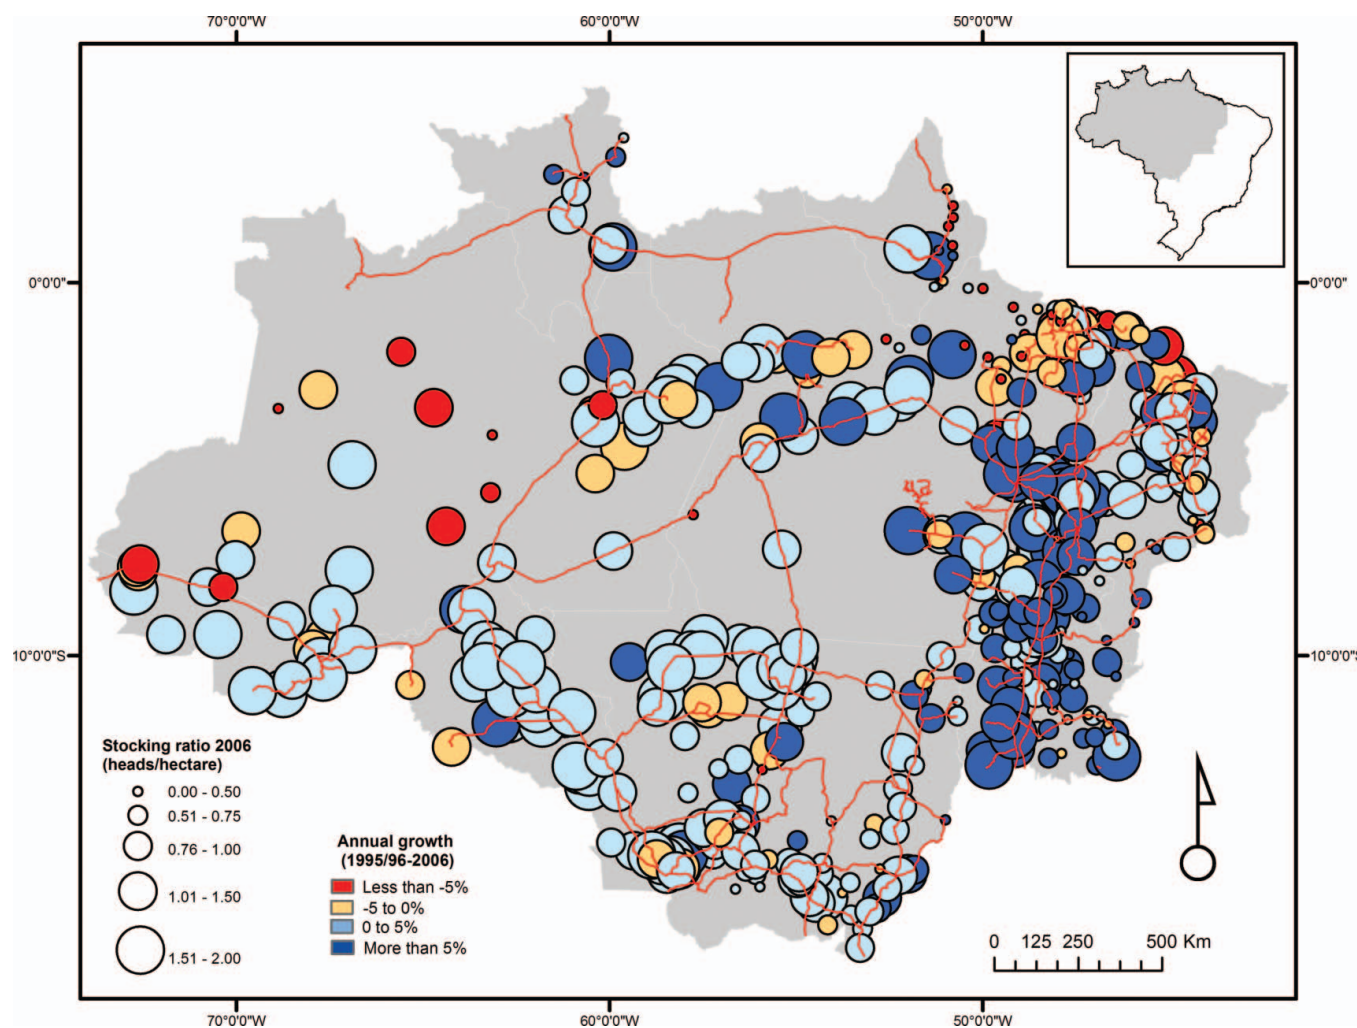 70°0'0"W 60°0'0"W 50°0'0"W
0°0'0" 0°0'0"
10°0'0"S 10°0'0"S
Stocking ratio 2006
(heads/hectare)
0.00 - 0.50
0.51 - 0.75
0.76 - 1.00
1.01 - 1.50
1.51 - 2.00
Annual growth
(1995/96-2006)
Less than -5%
-5 to 0%
0 to 5%
More than 5%
0 125 250 500 Km
70°0'0"W 60°0'0"W 50°0'0"W